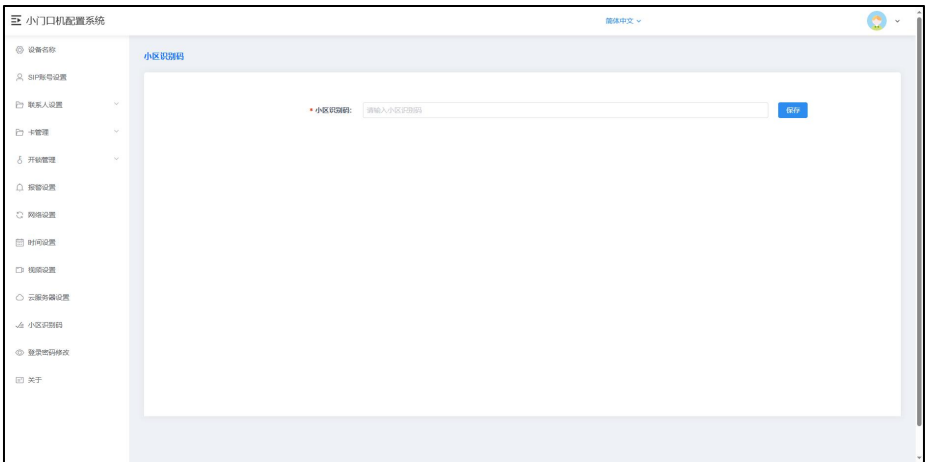 小门口机配置系统
简体中文
设备名称
SIP账号设置
联系人设置
卡管理
开锁管理
报警设置
网络设置
时间设置
视频设置
云服务器设置
小区识别码
登录密码修改
关于
小区识别码
* 小区识别码: 请输入小区识别码 保存